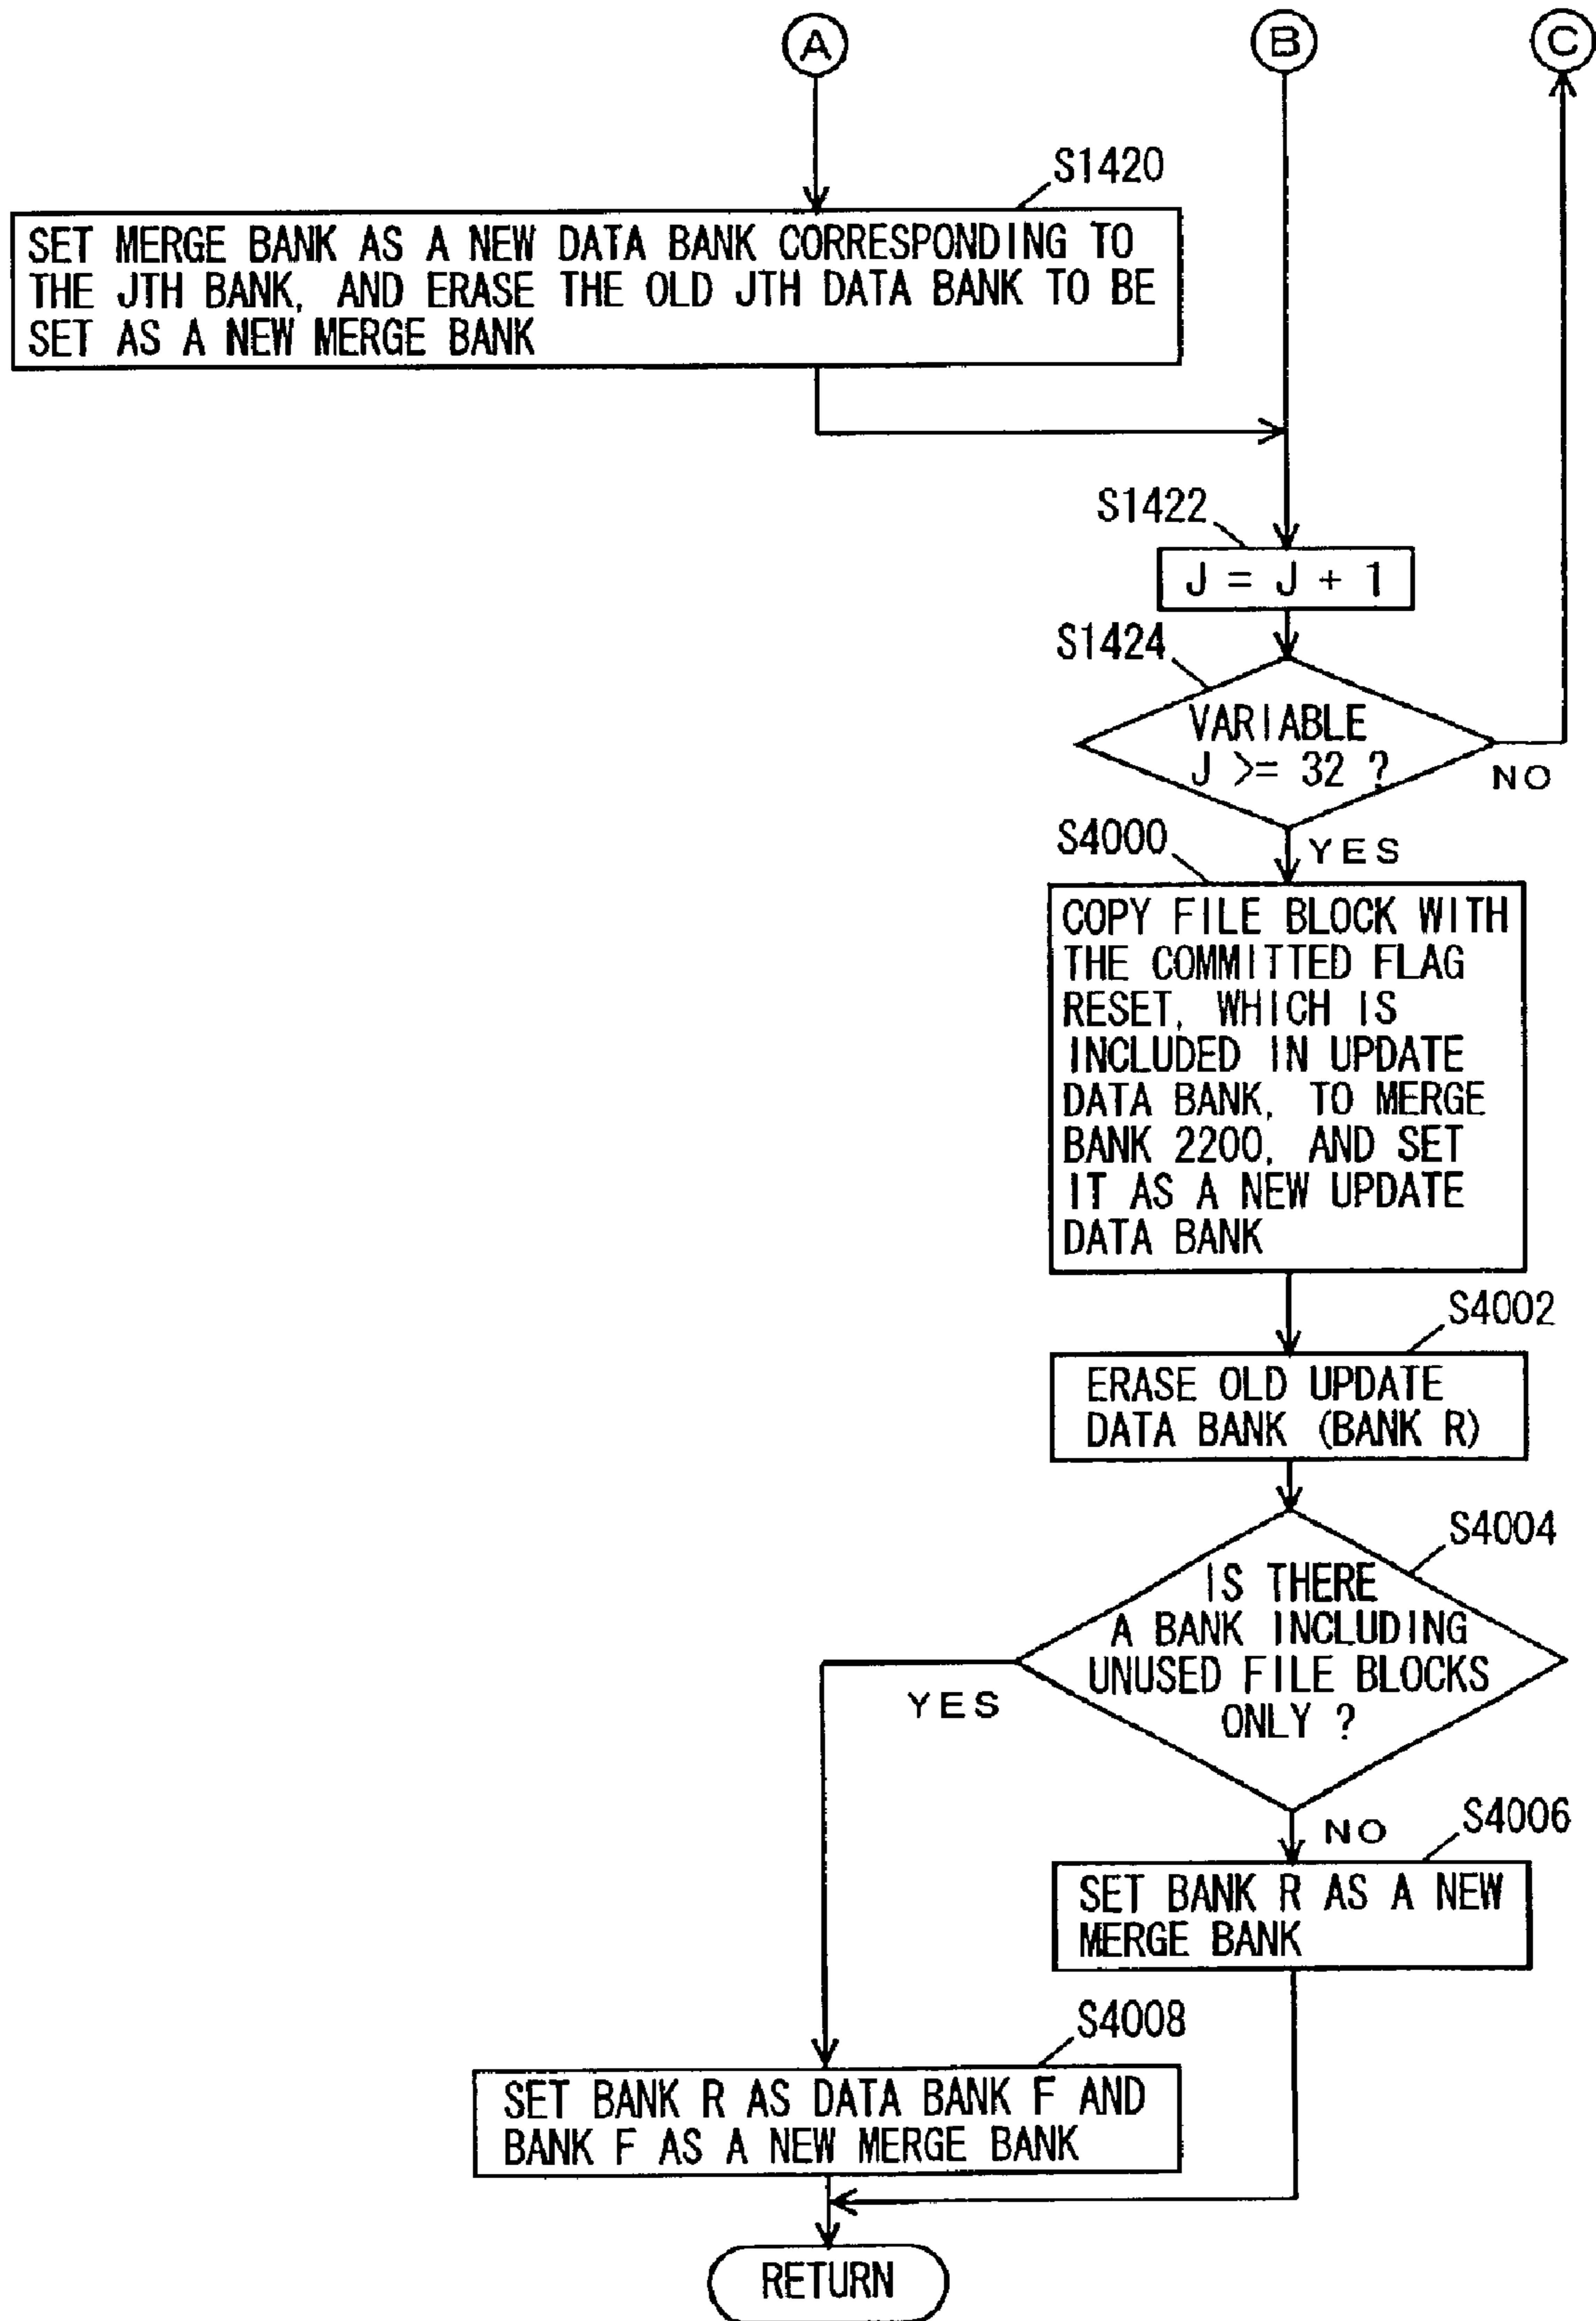 A
B
C
S1420
SET MERGE BANK AS A NEW DATA BANK CORRESPONDING TO
THE JTH BANK, AND ERASE THE OLD JTH DATA BANK TO BE
SET AS A NEW MERGE BANK
S1422
J = J + 1
S1424
VARIABLE
J >= 32 ?
NO
S4000
YES
COPY FILE BLOCK WITH
THE COMMITTED FLAG
RESET, WHICH IS
INCLUDED IN UPDATE
DATA BANK, TO MERGE
BANK 2200, AND SET
IT AS A NEW UPDATE
DATA BANK
S4002
ERASE OLD UPDATE
DATA BANK (BANK R)
S4004
IS THERE
A BANK INCLUDING
UNUSED FILE BLOCKS
ONLY ?
YES
NO
S4006
SET BANK R AS A NEW
MERGE BANK
S4008
SET BANK R AS DATA BANK F AND
BANK F AS A NEW MERGE BANK
RETURN